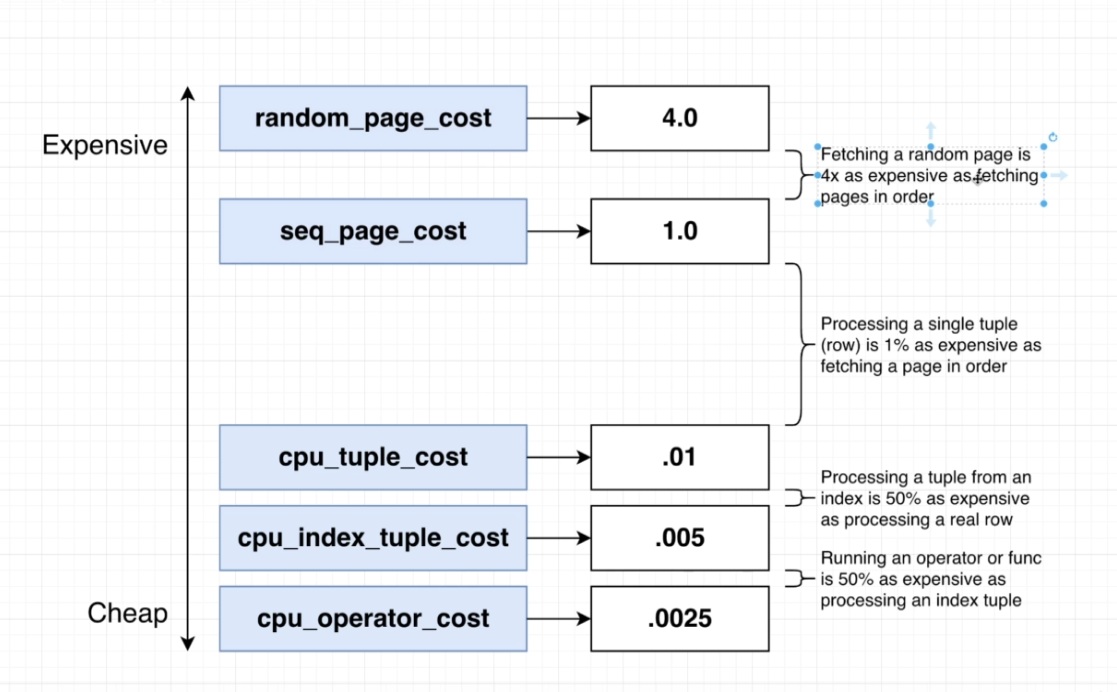 random_page_cost
4.0
Expensive
Fetching a random page is
4x as expensive as fetching
pages in order
seq_page_cost
1.0
Processing a single tuple
(row) is 1% as expensive as
fetching a page in order
cpu_tuple_cost
.01
Processing a tuple from an
index is 50% as expensive
as processing a real row
cpu_index_tuple_cost
.005
Running an operator or func
is 50% as expensive as
processing an index tuple
Cheap
cpu_operator_cost
.0025